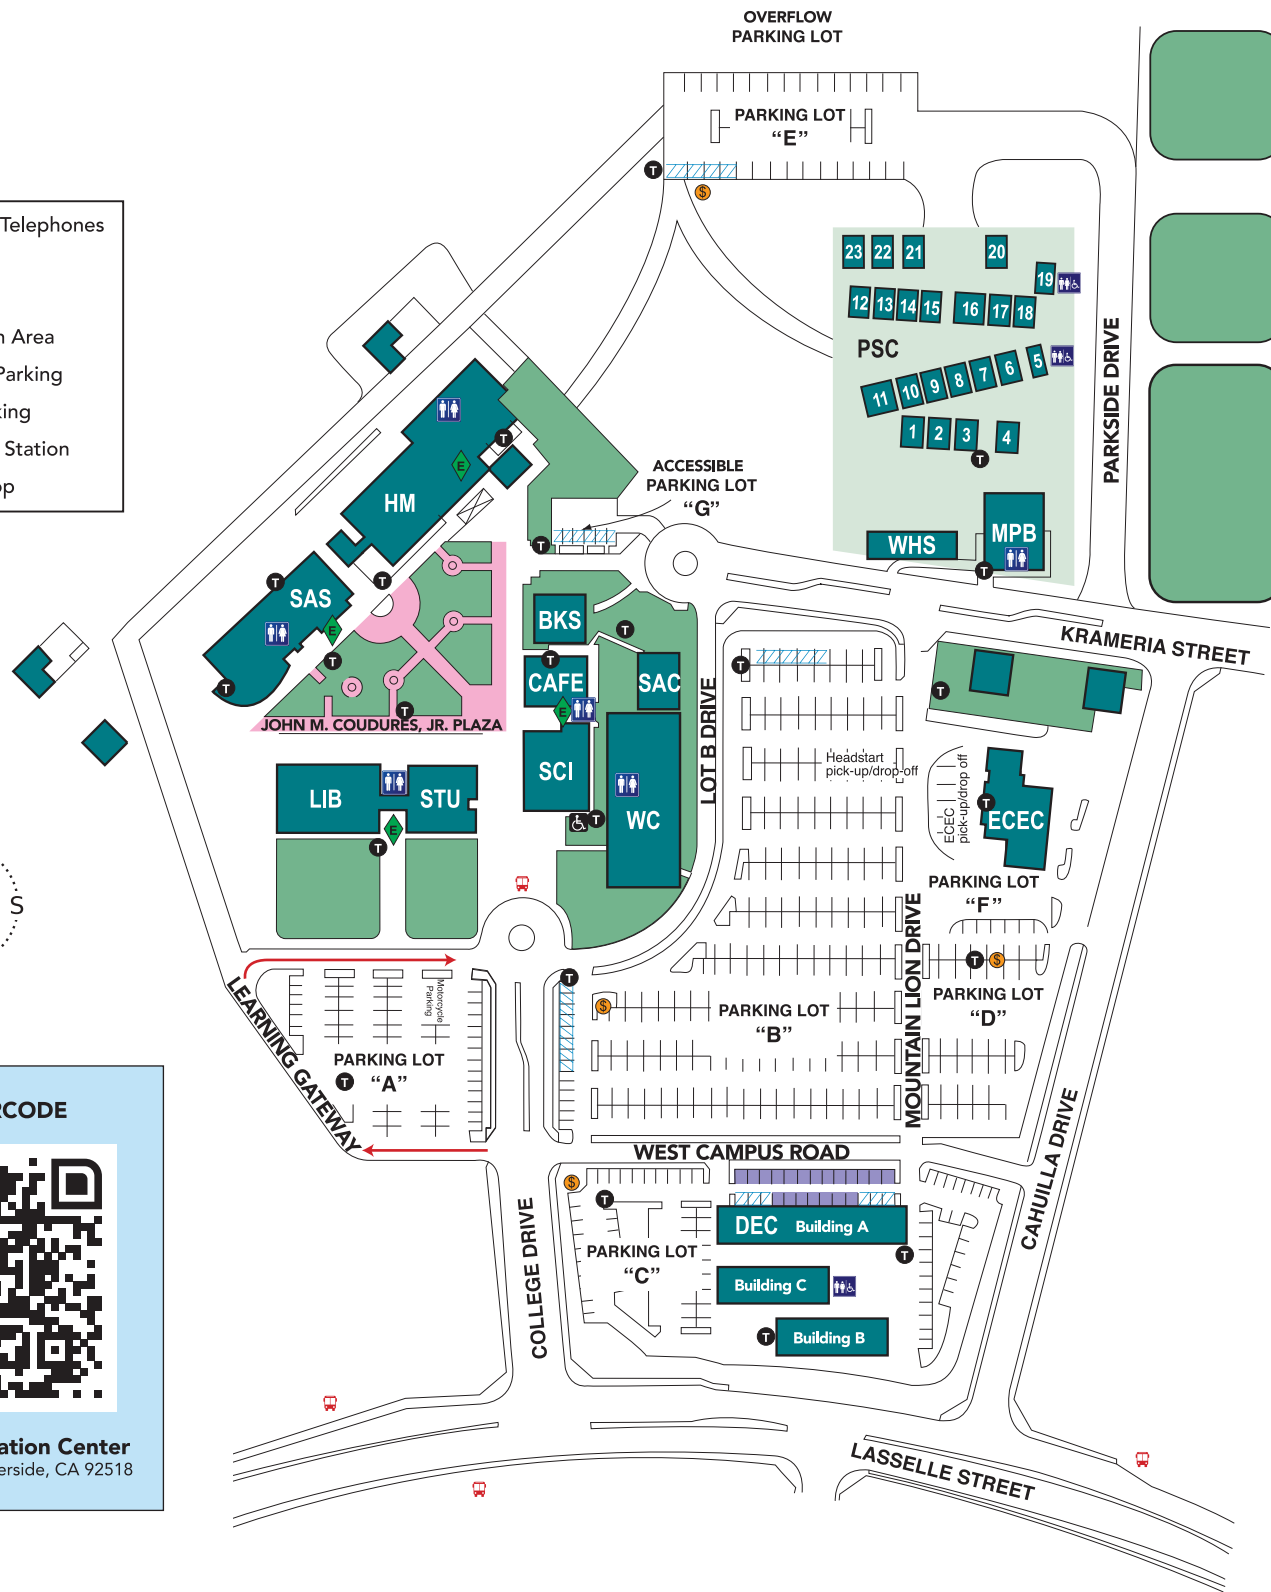 OVERFLOW
PARKING LOT
PARKING LOT
“E”
T
$
Telephones
Area
Parking
Station
23 22 21 20
19
12 13 14 15 16 17 18
PSC
11 10 9 8 7 6 5
1 2 3 4
T
PARKSIDE DRIVE
WHS
MPB
T
ACCESSIBLE
PARKING LOT
“G”
T
HM
E
T
T
T
SAS
E
T
T
T
JOHN M. COUDURES, JR. PLAZA
BKS
T
T
CAFE
E
SAC
SCI
WC
T
LOT B DRIVE
LIB
STU
E
T
KRAMERIA STREET
T
T
Headstart
pick-up/drop-off
ECEC
pick-up/drop off
T
ECEC
PARKING LOT
“F”
MOUNTAIN LION DRIVE
T
$
PARKING LOT
“D”
S
LEARNING GATEWAY
Motorcycle
Parking
PARKING LOT
“A”
T
T
$
PARKING LOT
“B”
WEST CAMPUS ROAD
CAHUILLA DRIVE
$
T
COLLEGE DRIVE
PARKING LOT
“C”
DEC Building A
T
Building C
T
Building B
LASSELLE STREET
CODE
Center
CA 92518